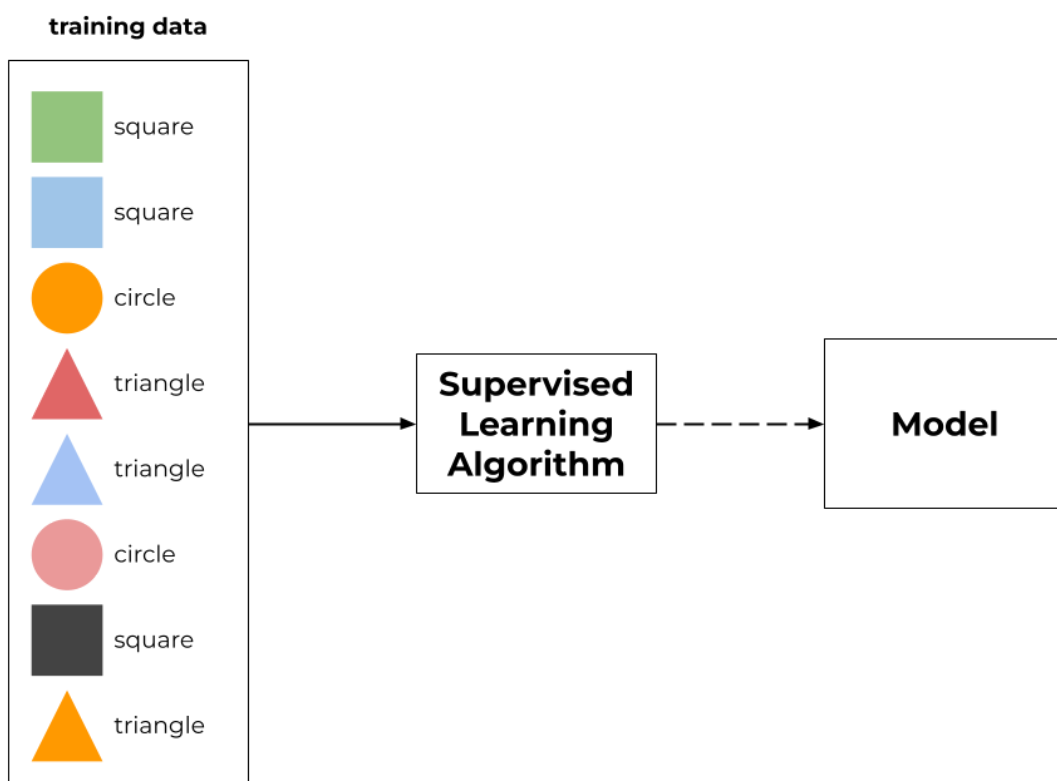 training data
square
square
circle
triangle
triangle
circle
square
triangle
Supervised
Learning
Algorithm
Model